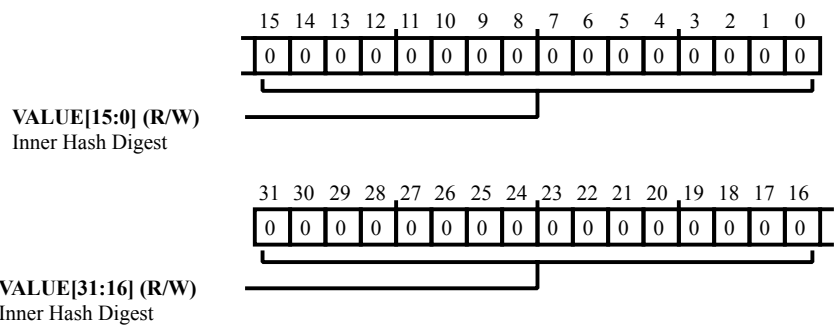 15 14 13 12 11 10 9 8 7 6 5 4 3 2 1 0
0 0 0 0 0 0 0 0 0 0 0 0 0 0 0 0
VALUE[15:0] (R/W)
Inner Hash Digest
31 30 29 28 27 26 25 24 23 22 21 20 19 18 17 16
0 0 0 0 0 0 0 0 0 0 0 0 0 0 0 0
VALUE[31:16] (R/W)
Inner Hash Digest